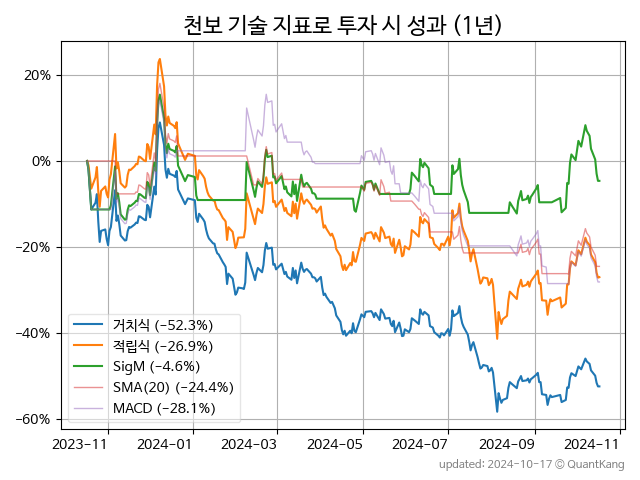 천보 기술 지표로 투자 시 성과 (1년)
20%
0%
−20%
−40%
−60%
거치식 (−52.3%)
적립식 (−26.9%)
SigM (−4.6%)
SMA(20) (−24.4%)
MACD (−28.1%)
2023-11 2024-01 2024-03 2024-05 2024-07 2024-09 2024-11
updated: 2024-10-17 © QuantKang